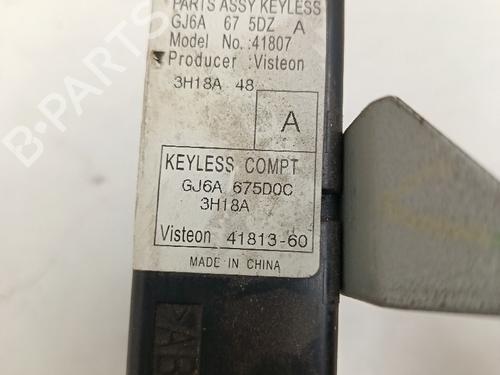 PARTS ASSY KEYLESS
GJ6A 67 5DZ A
Model No.:41807
Producer :Visteon
3H18A 48
A
KEYLESS COMPT
GJ6A 675D0C
3H18A
Visteon 41813-60
MADE IN CHINA
B-PARTS